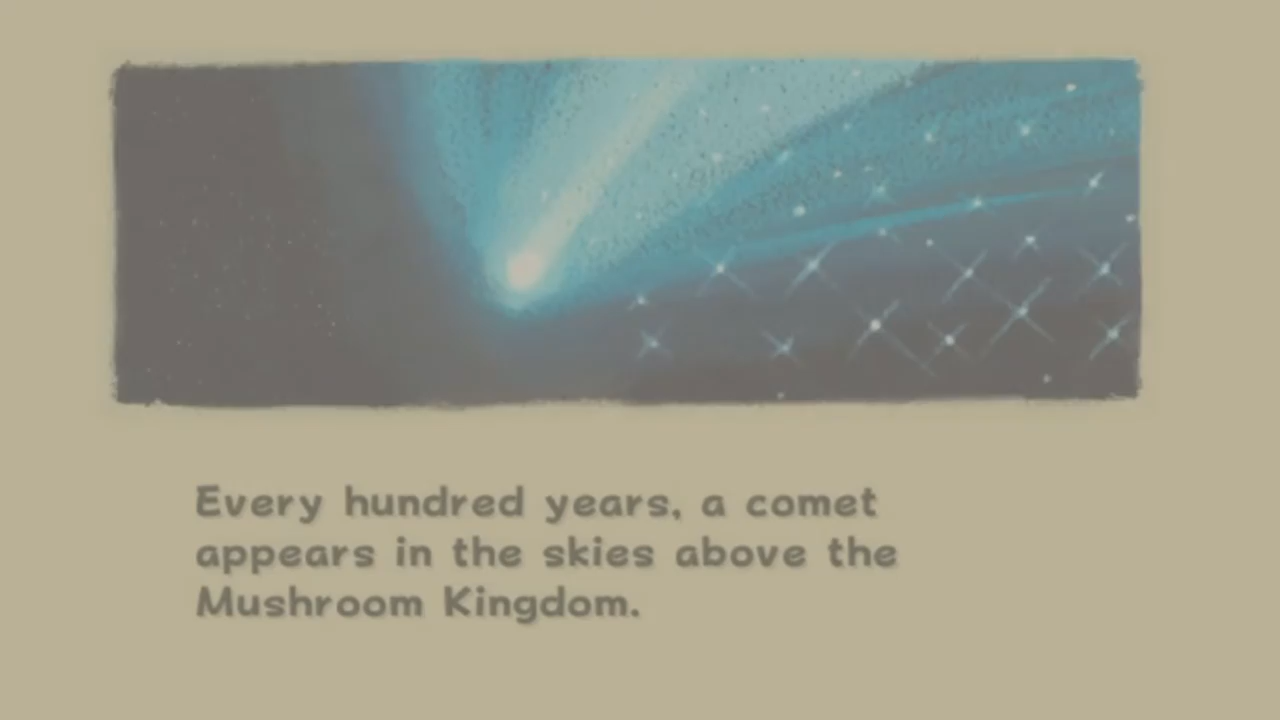 Every hundred years, a comet
appears in the skies above the
Mushroom Kingdom.